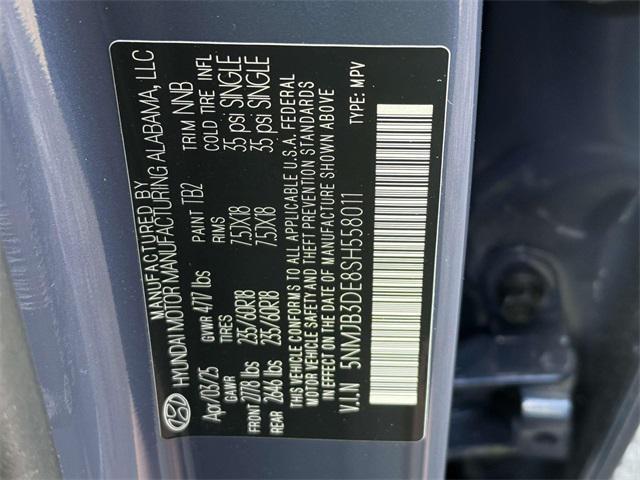 HYUNDAI MOTOR MANUFACTURING ALABAMA, LLC
Apr/08/25 GVWR 4717 lbs PAINT TB2 TRIM NNB
GAWR TIRES RIMS COLD TIRE INFL
FRONT 2778 lbs 235/60R18 7.5JX18 35 psi SINGLE
REAR 2646 lbs 235/60R18 7.5JX18 35 psi SINGLE
THIS VEHICLE CONFORMS TO ALL APPLICABLE U.S.A. FEDERAL
MOTOR VEHICLE SAFETY AND THEFT PREVENTION STANDARDS
IN EFFECT ON THE DATE OF MANUFACTURE SHOWN ABOVE
V.I.N 5NMJB3DE8SH558011 TYPE: MPV